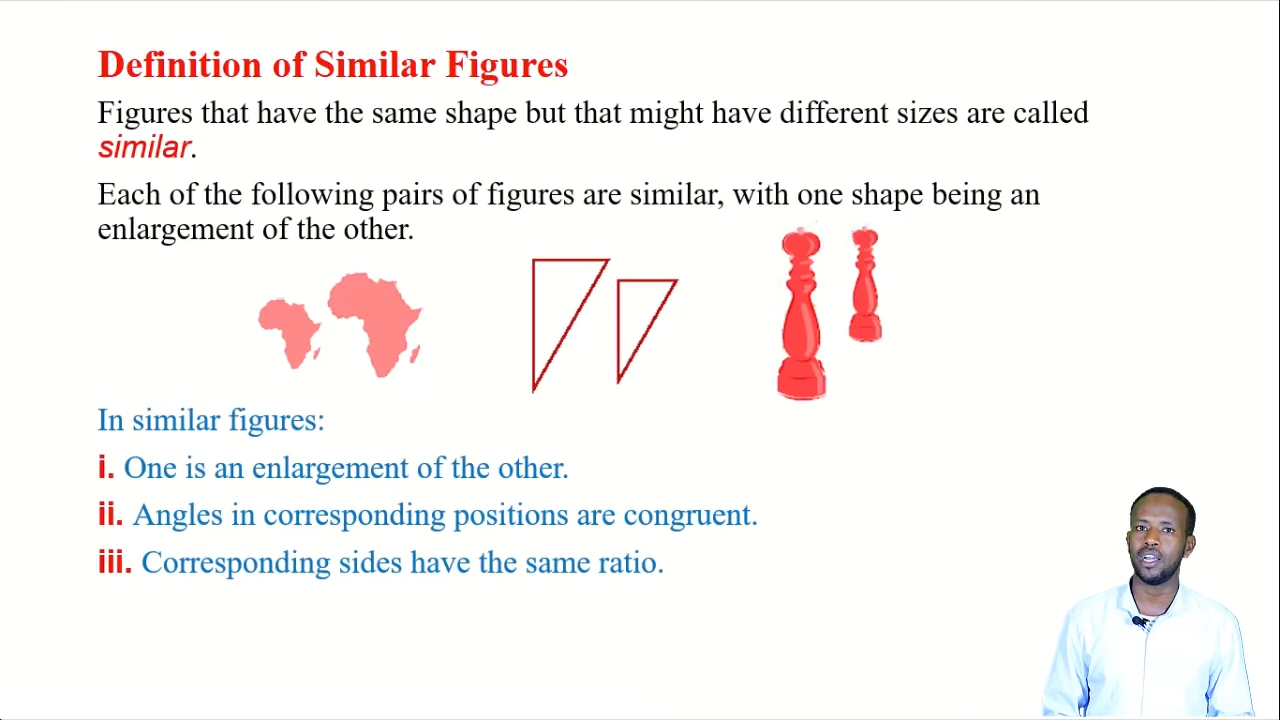 Definition of Similar Figures
Figures that have the same shape but that might have different sizes are called
similar.
Each of the following pairs of figures are similar, with one shape being an
enlargement of the other.
In similar figures:
i. One is an enlargement of the other.
ii. Angles in corresponding positions are congruent.
iii. Corresponding sides have the same ratio.